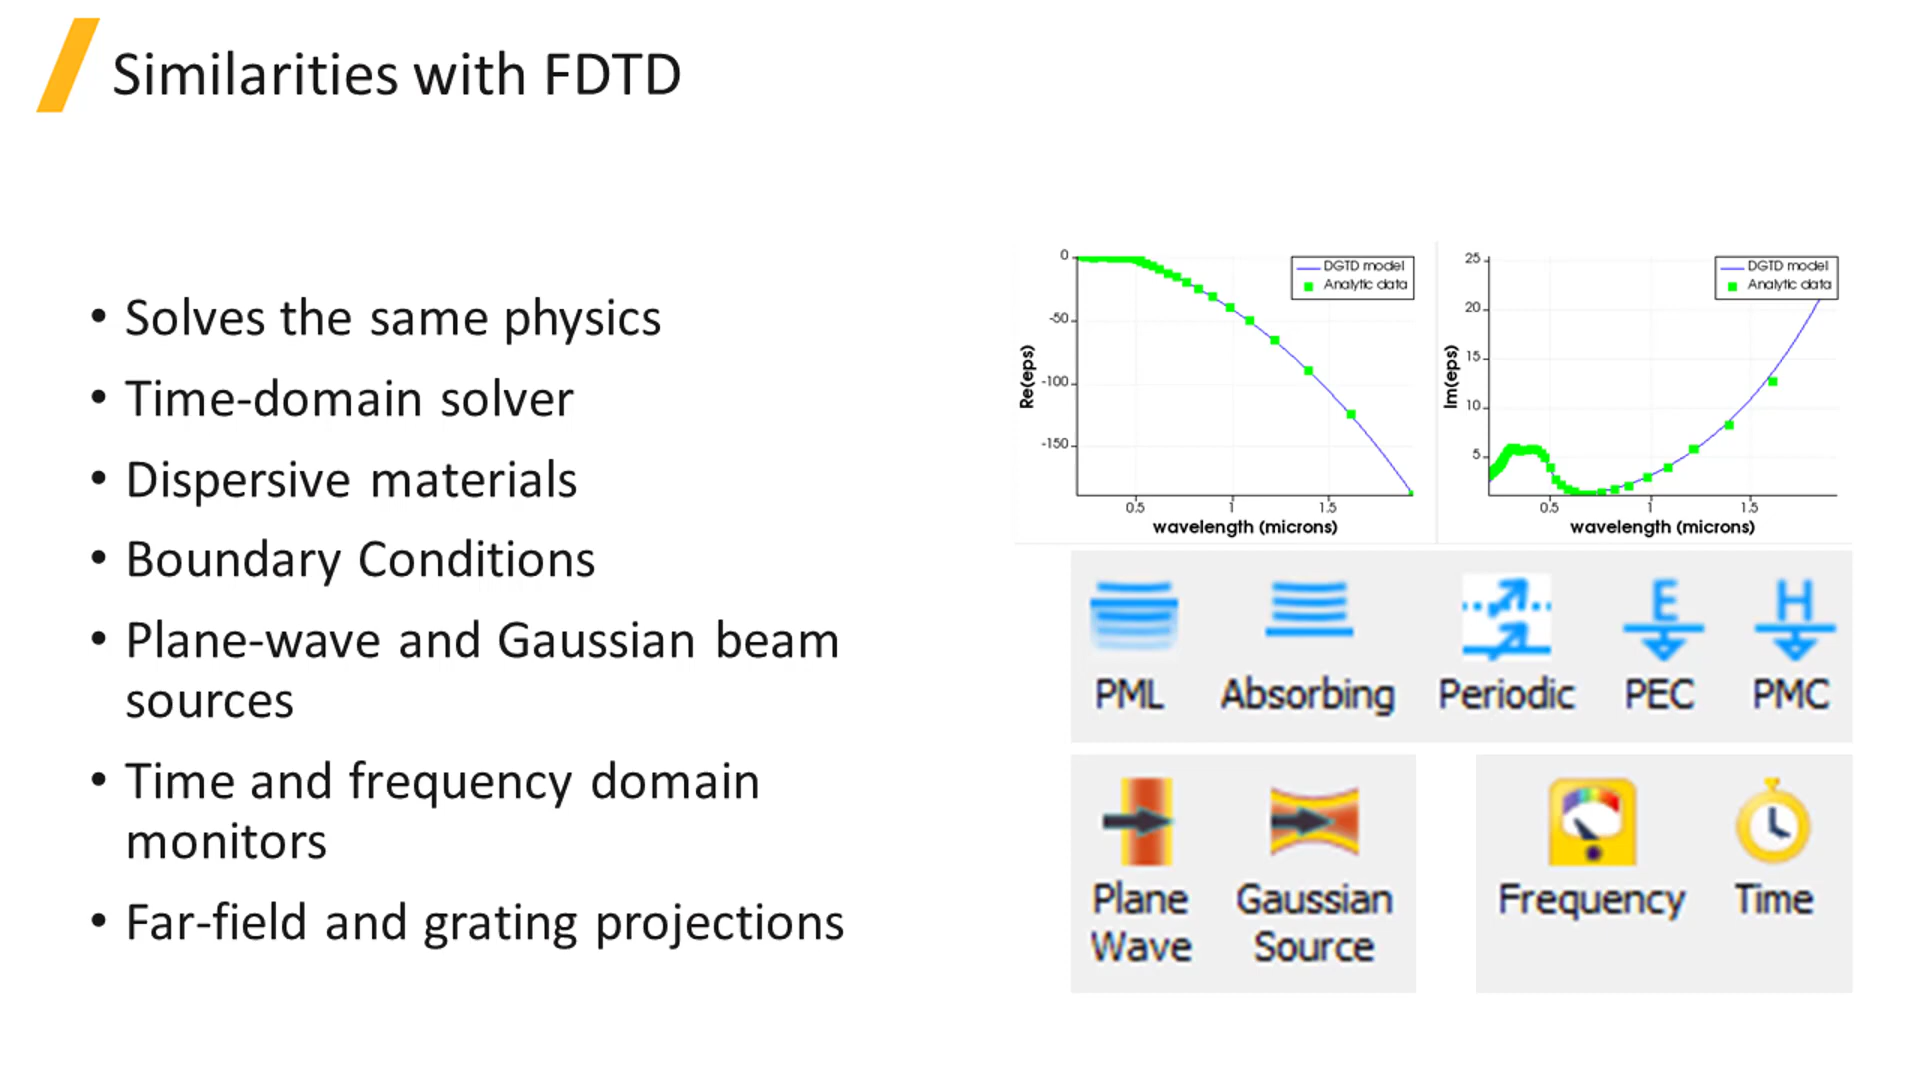 Similarities with FDTD
• Solves the same physics
• Time-domain solver
• Dispersive materials
• Boundary Conditions
• Plane-wave and Gaussian beam
sources
• Time and frequency domain
monitors
• Far-field and grating projections
0
-50
-100
-150
Re(eps)
DGTD model
Analytic data
0.5 1 1.5
wavelength (microns)
25
20
15
10
5
Im(eps)
DGTD model
Analytic data
0.5 1 1.5
wavelength (microns)
E H
PML Absorbing Periodic PEC PMC
Plane Gaussian
Wave Source
Frequency Time